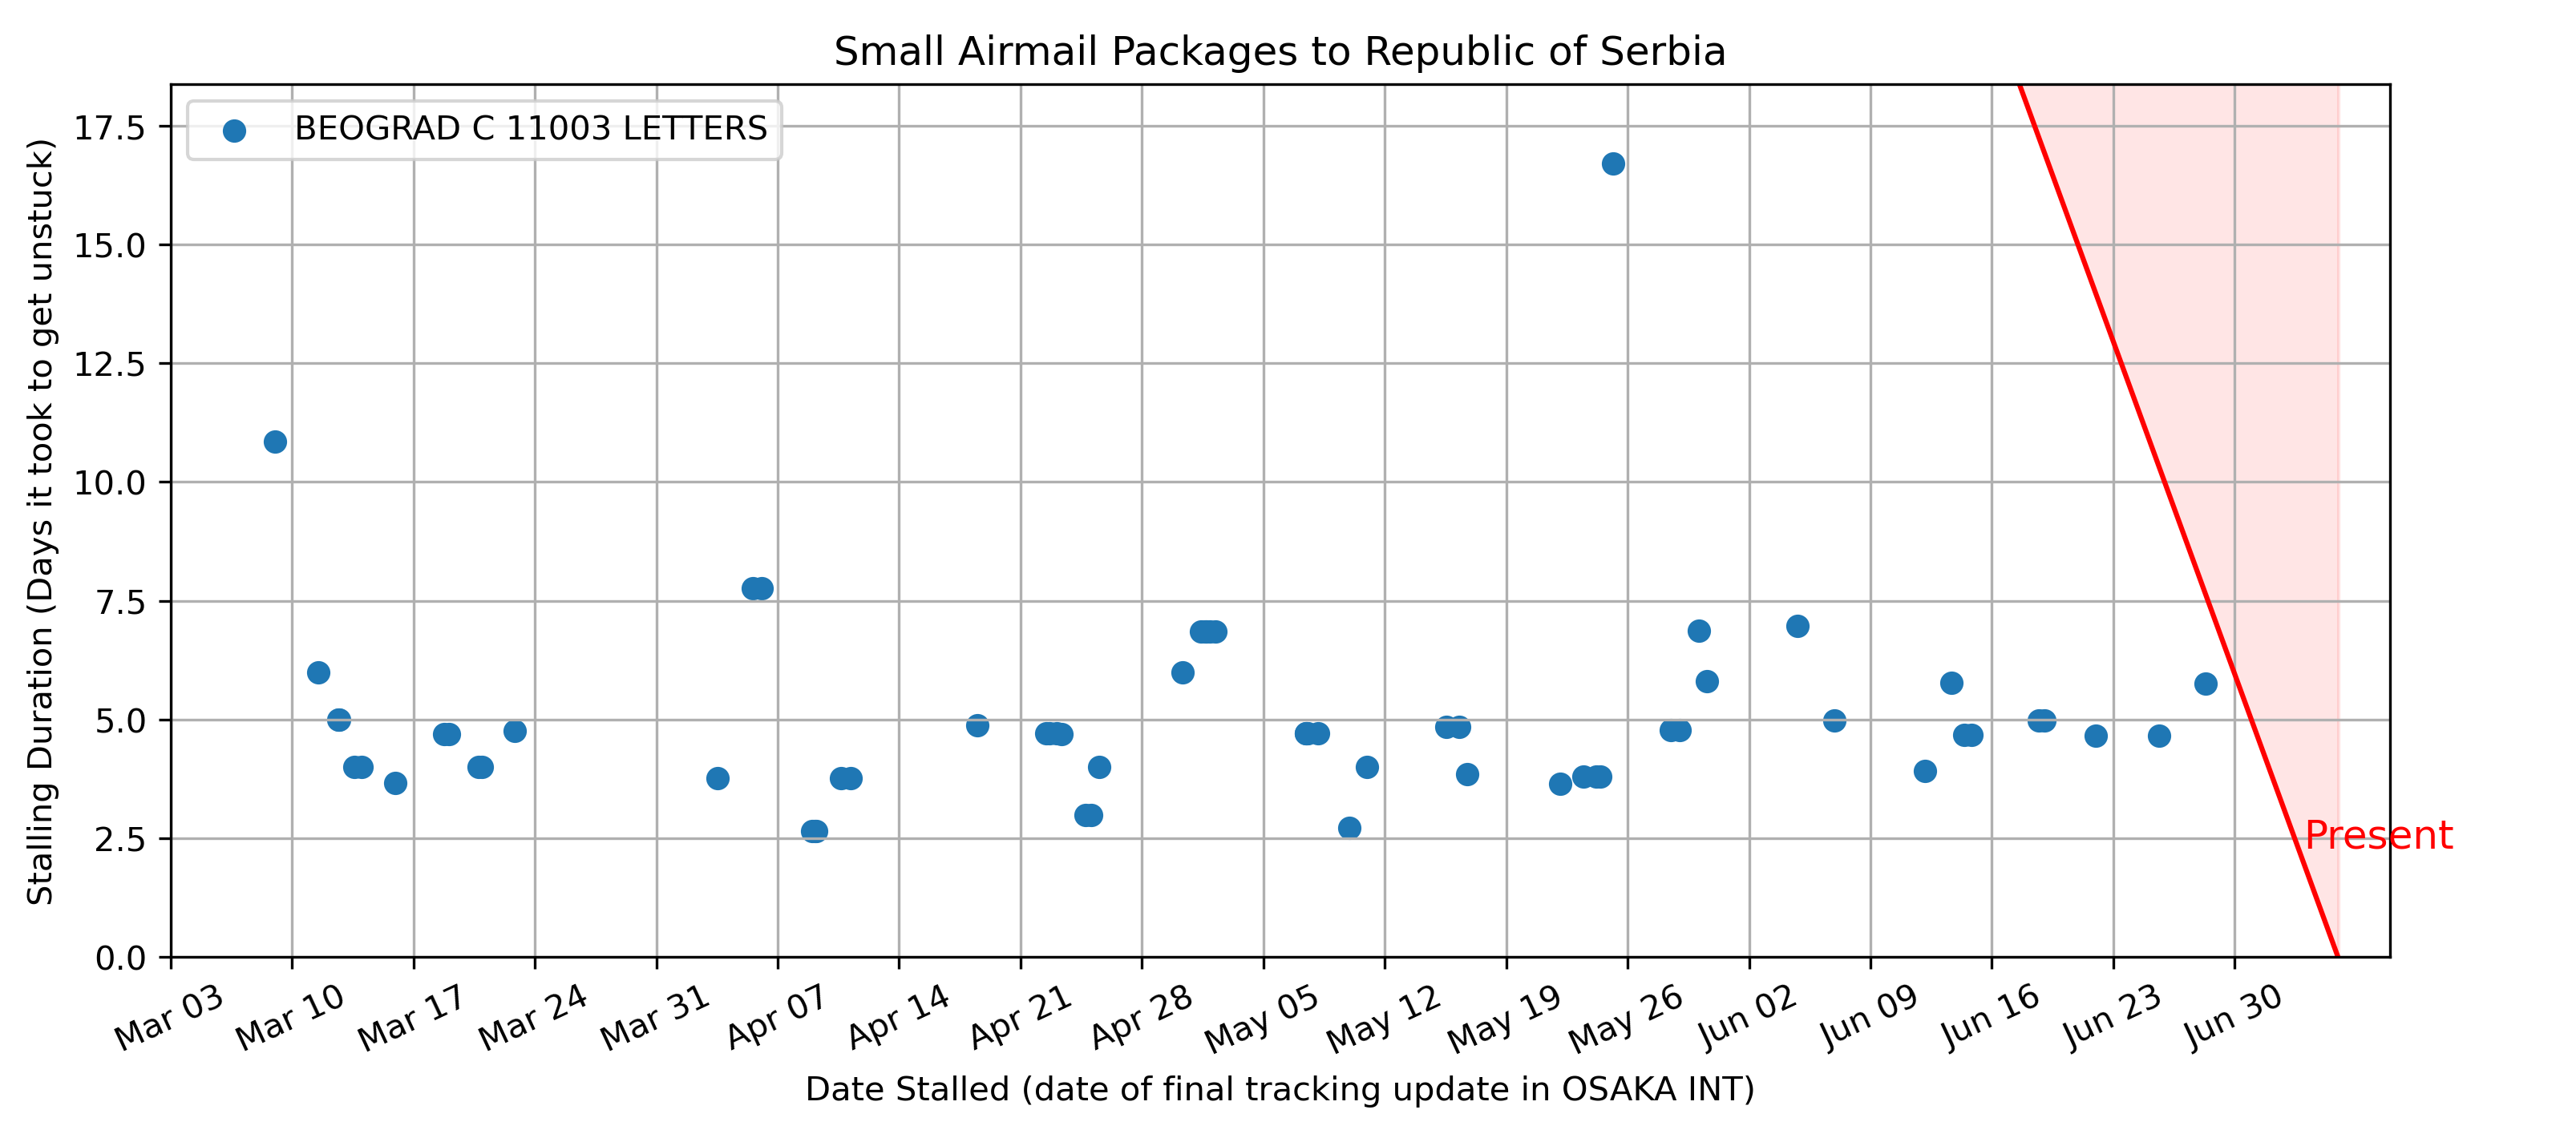 Small Airmail Packages to Republic of Serbia
BEOGRAD C 11003 LETTERS
Stalling Duration (Days it took to get unstuck)
17.5
15.0
12.5
10.0
7.5
5.0
2.5
0.0
Present
Mar 03
Mar 10
Mar 17
Mar 24
Mar 31
Apr 07
Apr 14
Apr 21
Apr 28
May 05
May 12
May 19
May 26
Jun 02
Jun 09
Jun 16
Jun 23
Jun 30
Date Stalled (date of final tracking update in OSAKA INT)